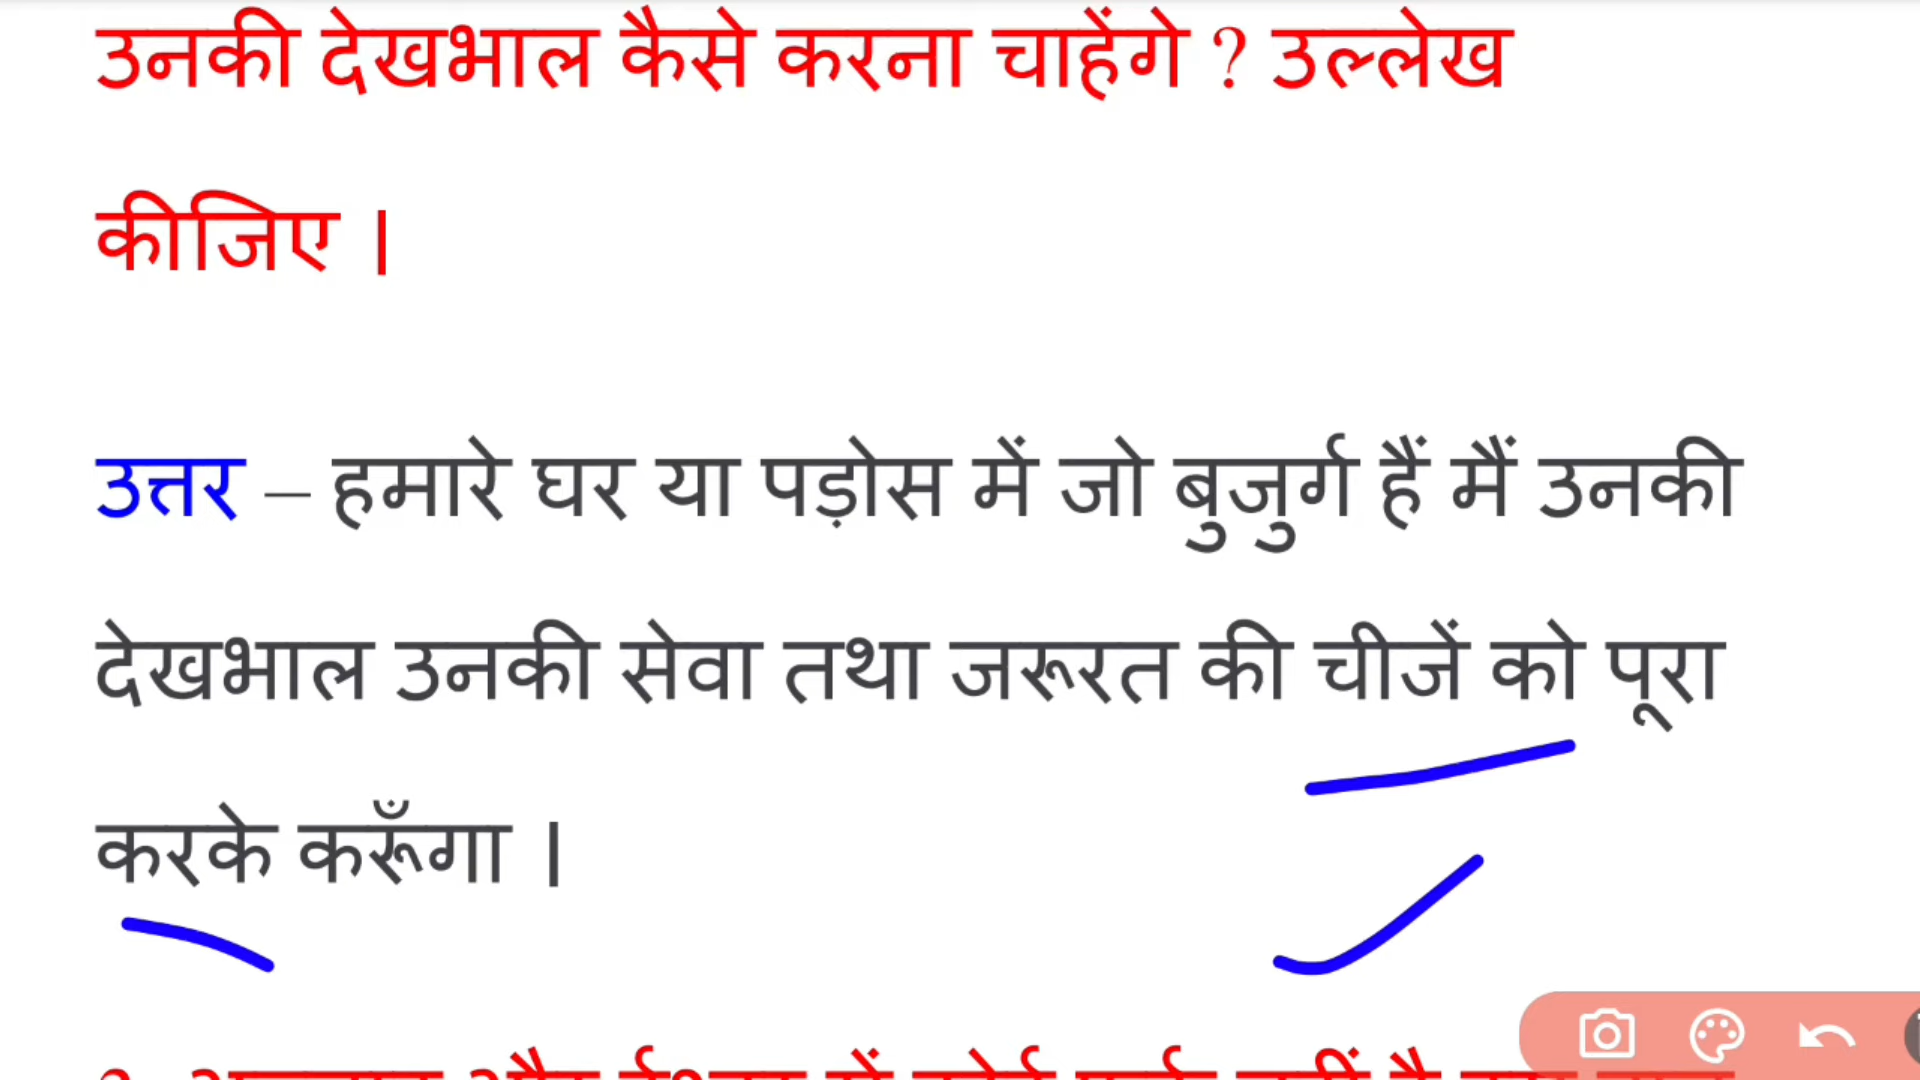 उनकी देखभाल कैसे करना चाहेंगे ? उल्लेख
कीजिए ।
उत्तर – हमारे घर या पड़ोस में जो बुजुर्ग हैं मैं उनकी
देखभाल उनकी सेवा तथा जरूरत की चीजें को पूरा
करके करूँगा ।